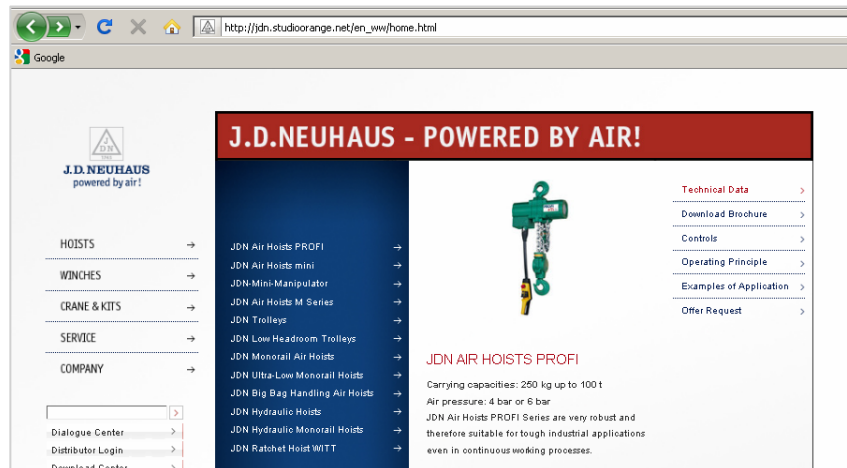 http://jdn.studioorange.net/en_ww/home.html
Google
J.D.NEUHAUS - POWERED BY AIR!
JDN
J.D. NEUHAUS
powered by air!
HOISTS
WINCHES
CRANE & KITS
SERVICE
COMPANY
Dialogue Center
Distributor Login
Download Center
JDN Air Hoists PROFI
JDN Air Hoists mini
JDN-Mini-Manipulator
JDN Air Hoists M Series
JDN Trolleys
JDN Low Headroom Trolleys
JDN Monorail Air Hoists
JDN Ultra-Low Monorail Hoists
JDN Big Bag Handling Air Hoists
JDN Hydraulic Hoists
JDN Hydraulic Monorail Hoists
JDN Ratchet Hoist WITT
JDN AIR HOISTS PROFI
Carrying capacities: 250 kg up to 100 t
Air pressure: 4 bar or 6 bar
JDN Air Hoists PROFI Series are very robust and
therefore suitable for tough industrial applications
even in continuous working processes.
Technical Data
Download Brochure
Controls
Operating Principle
Examples of Application
Offer Request